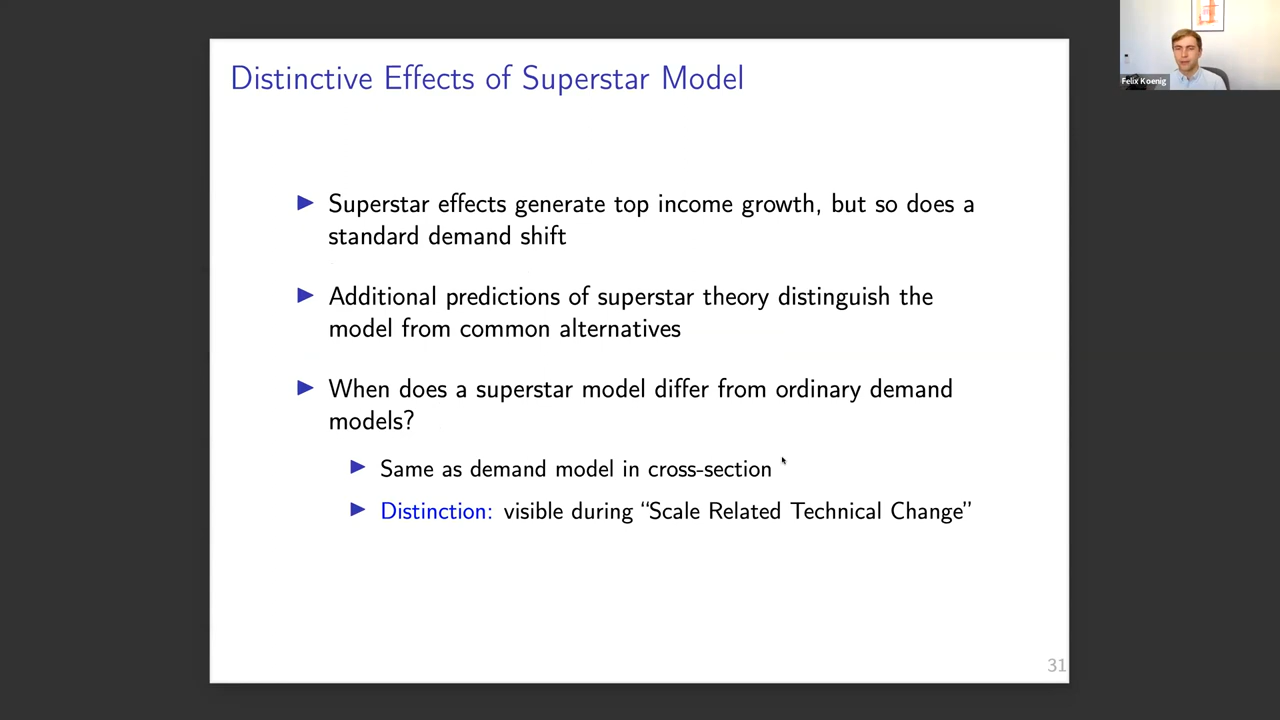 Distinctive Effects of Superstar Model
Felix Koenig
Superstar effects generate top income growth, but so does a
standard demand shift
Additional predictions of superstar theory distinguish the
model from common alternatives
When does a superstar model differ from ordinary demand
models?
Same as demand model in cross-section
Distinction: visible during “Scale Related Technical Change”
31